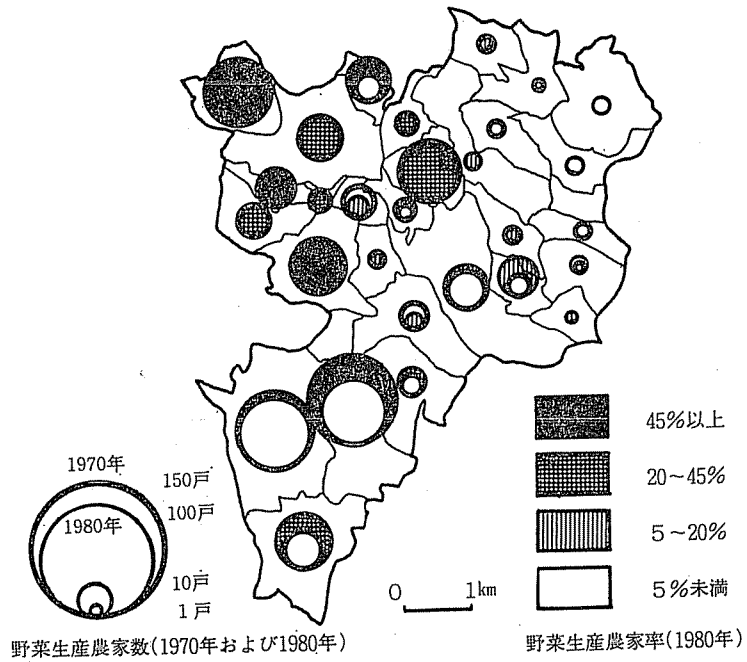 0 1km
1970年
1980年
150戸
100戸
10戸
1戸
野菜生産農家数(1970年および1980年)
45%以上
20~45%
5~20%
5%未満
野菜生産農家率(1980年)